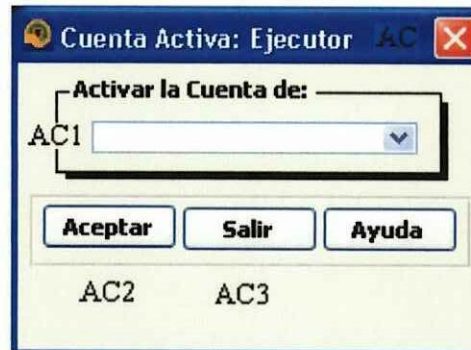 Cuenta Activa: Ejecutor AC
Activar la Cuenta de:
AC1
Aceptar Salir Ayuda
AC2 AC3